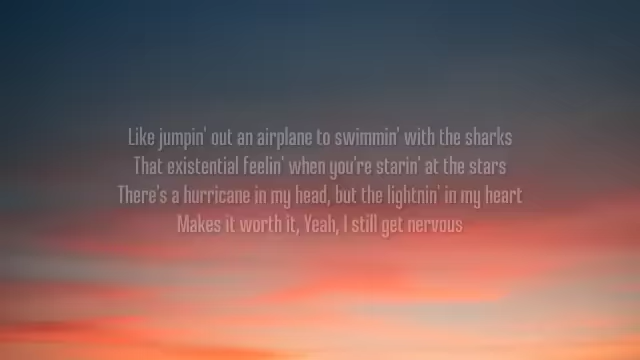 Like jumpin' out an airplane to swimmin' with the sharks
That existential feelin' when you're starin' at the stars
There's a hurricane in my head, but the lightnin' in my heart
Makes it worth it, Yeah, I still get nervous